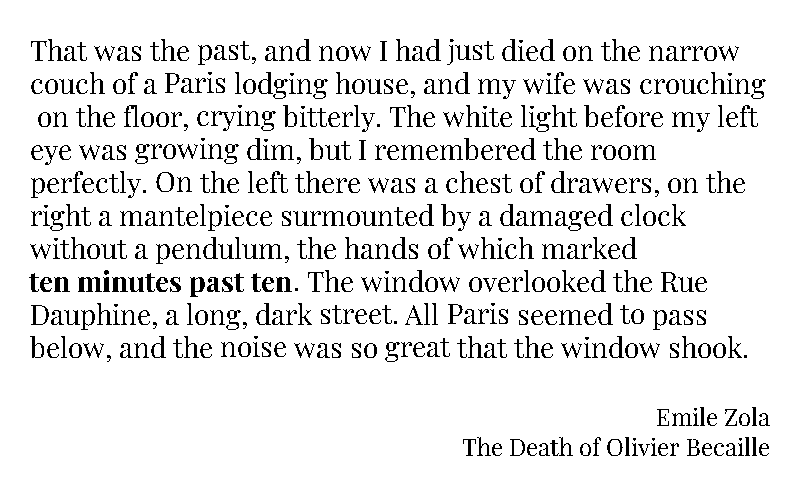 That was the past, and now I had just died on the narrow
couch of a Paris lodging house, and my wife was crouching
on the floor, crying bitterly. The white light before my left
eye was growing dim, but I remembered the room
perfectly. On the left there was a chest of drawers, on the
right a mantelpiece surmounted by a damaged clock
without a pendulum, the hands of which marked
ten minutes past ten. The window overlooked the Rue
Dauphine, a long, dark street. All Paris seemed to pass
below, and the noise was so great that the window shook.
Emile Zola
The Death of Olivier Becaille